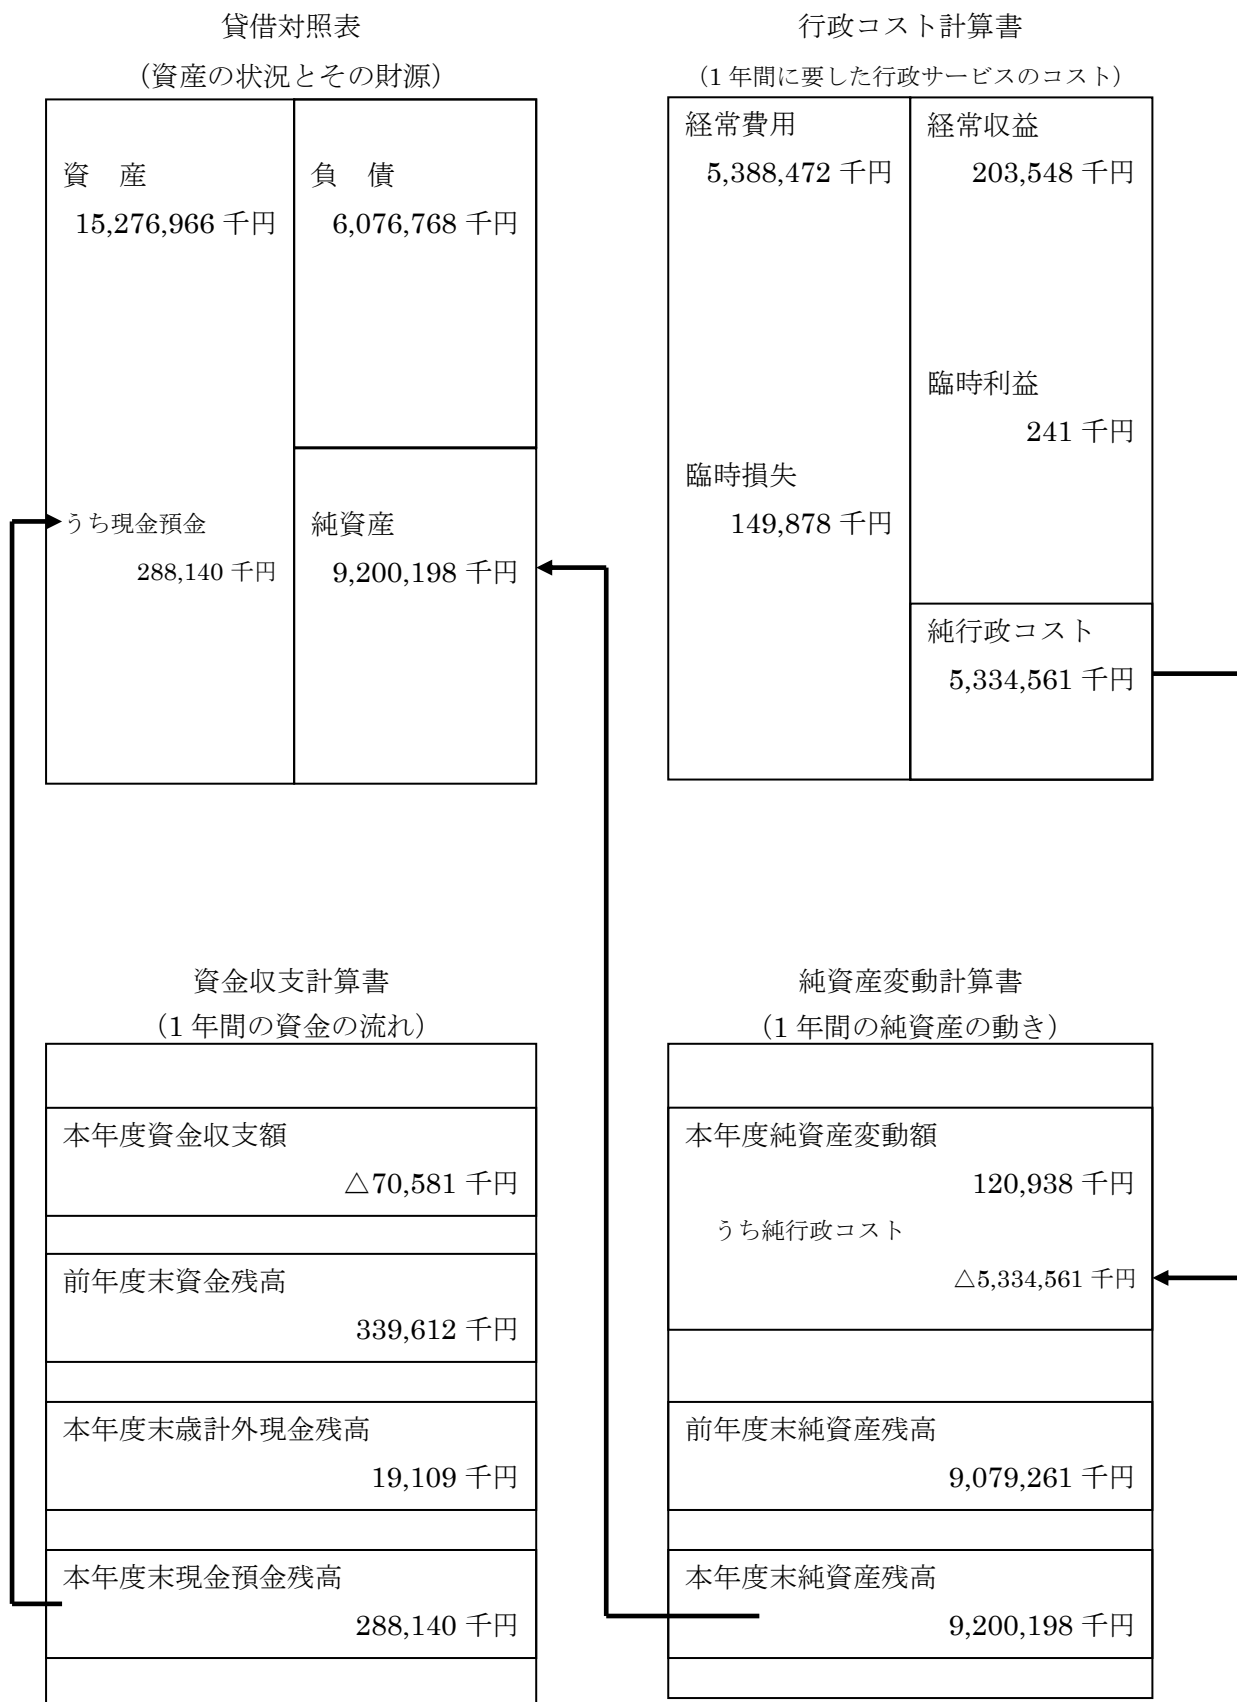 貸借対照表
（資産の状況とその財源）
資　産
15,276,966 千円
負　債
6,076,768 千円
うち現金預金
288,140 千円
純資産
9,200,198 千円
行政コスト計算書
（1 年間に要した行政サービスのコスト）
経常費用
5,388,472 千円
経常収益
203,548 千円
臨時利益
241 千円
臨時損失
149,878 千円
純行政コスト
5,334,561 千円
資金収支計算書
（1 年間の資金の流れ）
本年度資金収支額
△70,581 千円
前年度末資金残高
339,612 千円
本年度末歳計外現金残高
19,109 千円
本年度末現金預金残高
288,140 千円
純資産変動計算書
（1 年間の純資産の動き）
本年度純資産変動額
120,938 千円
うち純行政コスト
△5,334,561 千円
前年度末純資産残高
9,079,261 千円
本年度末純資産残高
9,200,198 千円